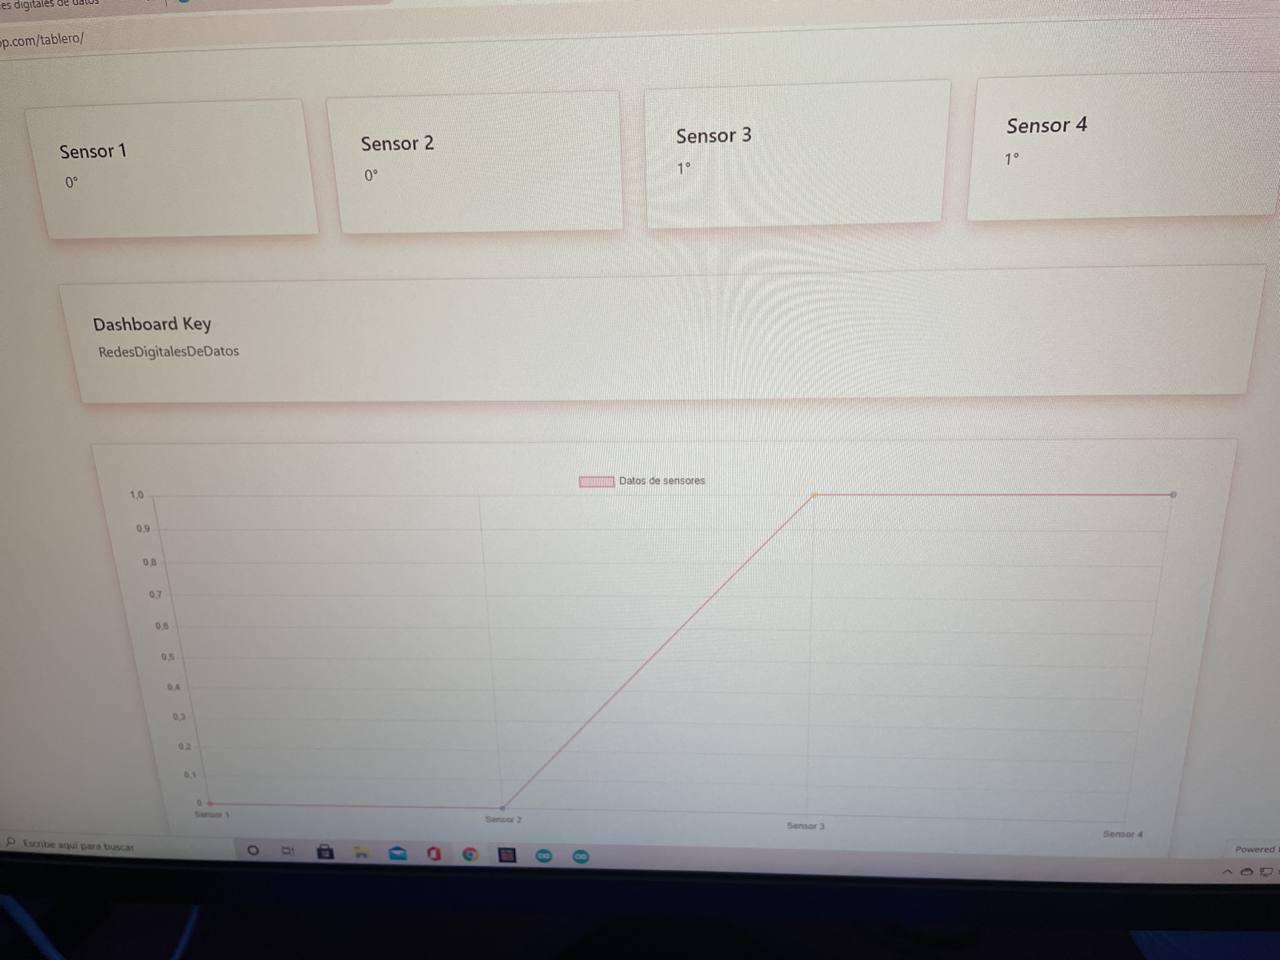 es digitales de datos
op.com/tablero/
Sensor 1
0°
Sensor 2
0°
Sensor 3
1°
Sensor 4
1°
Dashboard Key
RedesDigitalesDeDatos
Datos de sensores
1,0
0,9
0,8
0,7
0,6
0,5
0,4
0,3
0,2
0,1
0
Sensor 1
Sensor 2
Sensor 3
Sensor 4
Powered
Escribe aquí para buscar